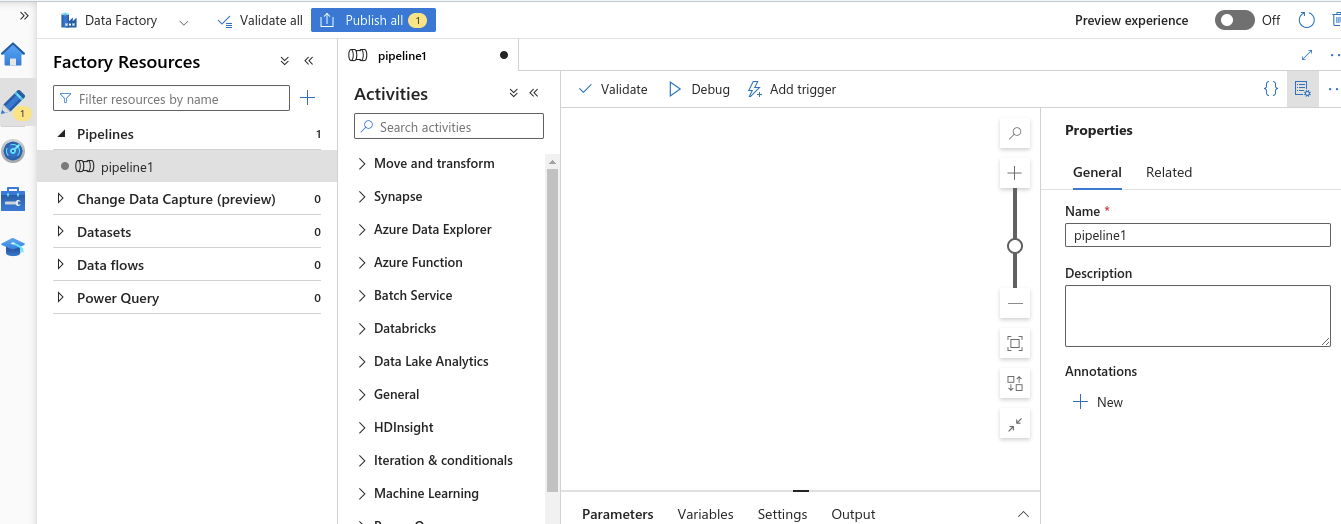 Data Factory
Validate all
Publish all 1
Preview experience
Off
1
Factory Resources
Filter resources by name
Pipelines 1
pipeline1
Change Data Capture (preview) 0
Datasets 0
Data flows 0
Power Query 0
pipeline1
Activities
Search activities
Move and transform
Synapse
Azure Data Explorer
Azure Function
Batch Service
Databricks
Data Lake Analytics
General
HDInsight
Iteration & conditionals
Machine Learning
Validate
Debug
Add trigger
Parameters
Variables
Settings
Output
Properties
General
Related
Name *
pipeline1
Description
Annotations
New